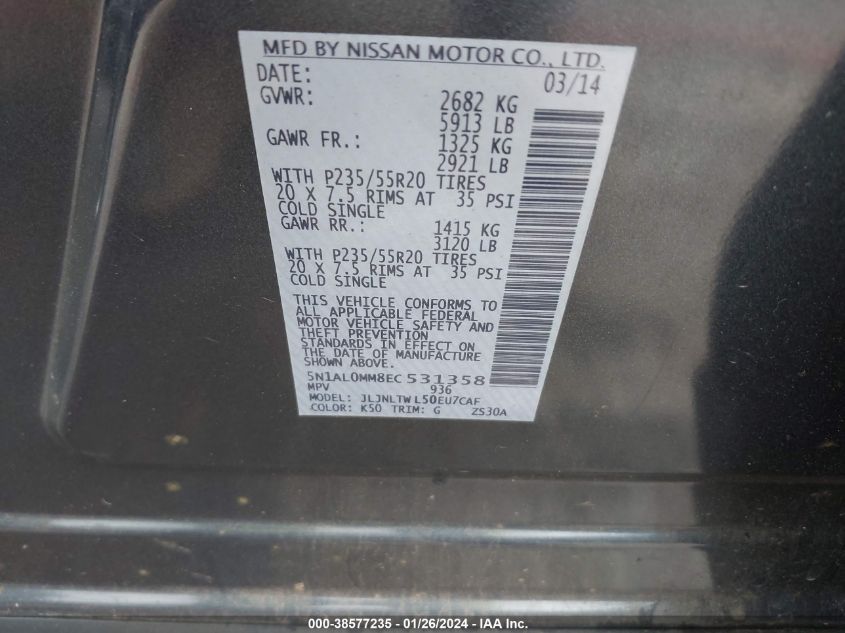 MFD BY NISSAN MOTOR CO., LTD.
DATE: 03/14
GVWR: 2682 KG
5913 LB
GAWR FR.: 1325 KG
2921 LB
WITH P235/55R20 TIRES
20 X 7.5 RIMS AT 35 PSI
COLD SINGLE
GAWR RR.: 1415 KG
3120 LB
WITH P235/55R20 TIRES
20 X 7.5 RIMS AT 35 PSI
COLD SINGLE
THIS VEHICLE CONFORMS TO
ALL APPLICABLE FEDERAL
MOTOR VEHICLE SAFETY AND
THEFT PREVENTION
STANDARDS IN EFFECT ON
THE DATE OF MANUFACTURE
SHOWN ABOVE.
5N1AL0MM8EC 531358
MPV 936
MODEL: JLJNLTW L50EU7CAF
COLOR: K50 TRIM: G ZS30A
000-38577235 - 01/26/2024 - IAA Inc.